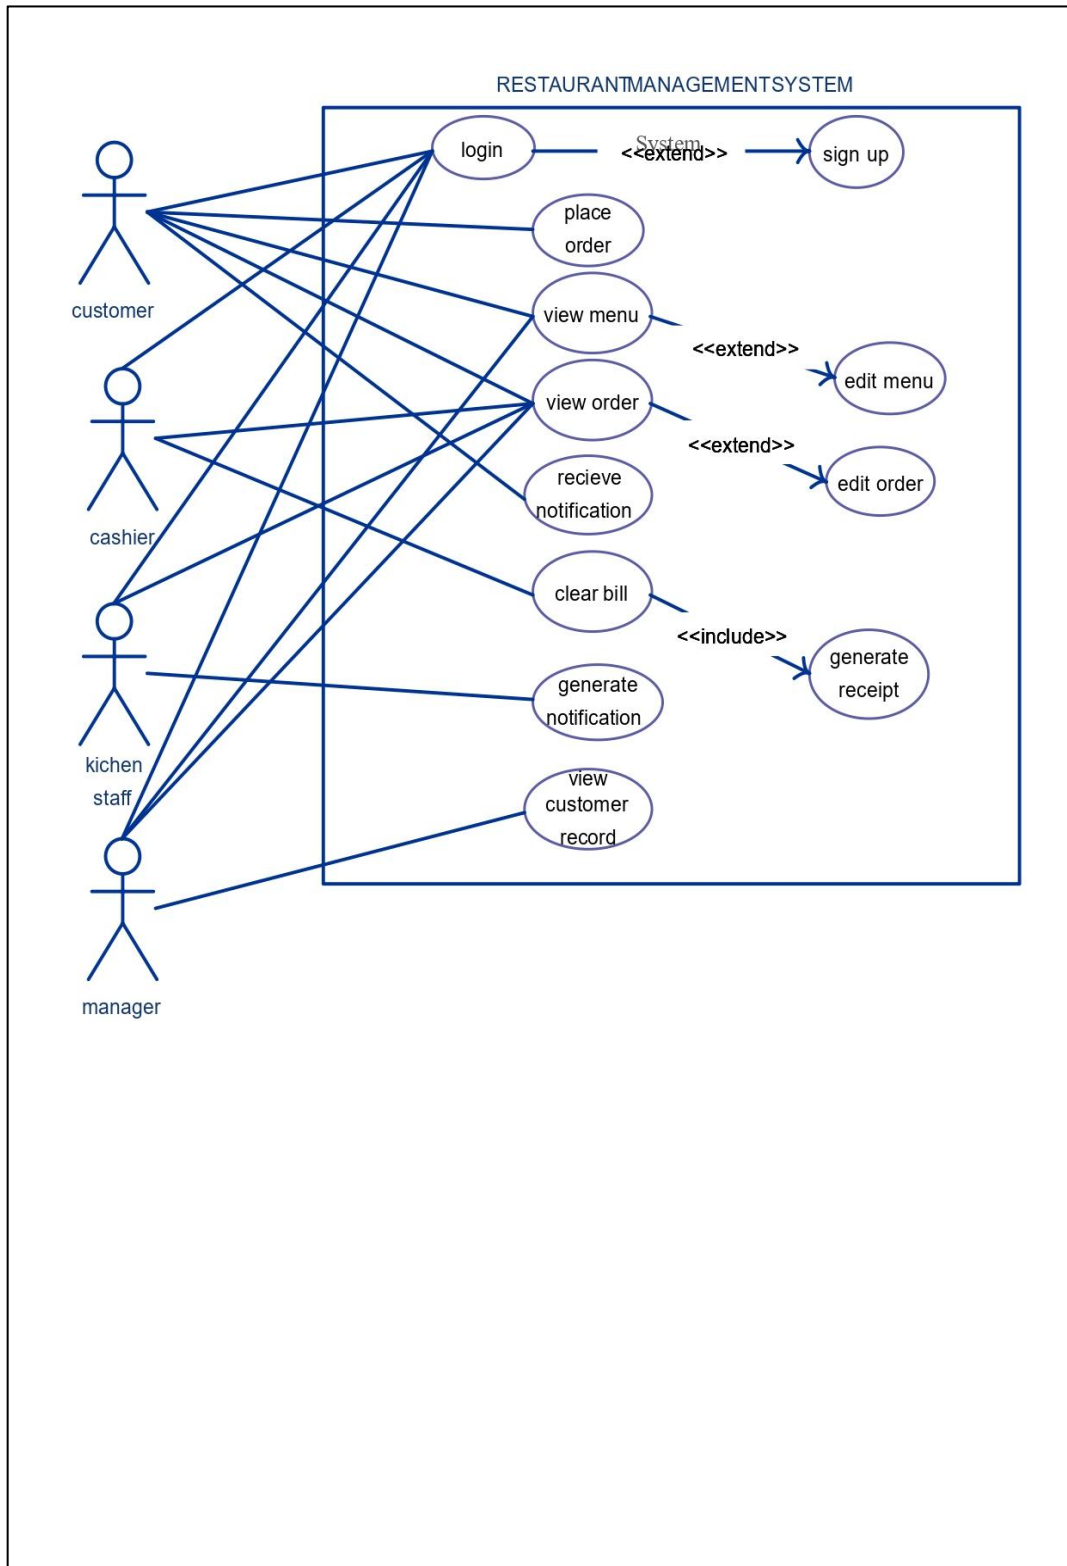 RESTAURANTMANAGEMENTSYSTEM
login
System
<<extend>>
sign up
customer
place
order
view menu
<<extend>>
edit menu
cashier
view order
<<extend>>
edit order
recieve
notification
clear bill
<<include>>
generate
receipt
kichen
staff
generate
notification
view
customer
record
manager